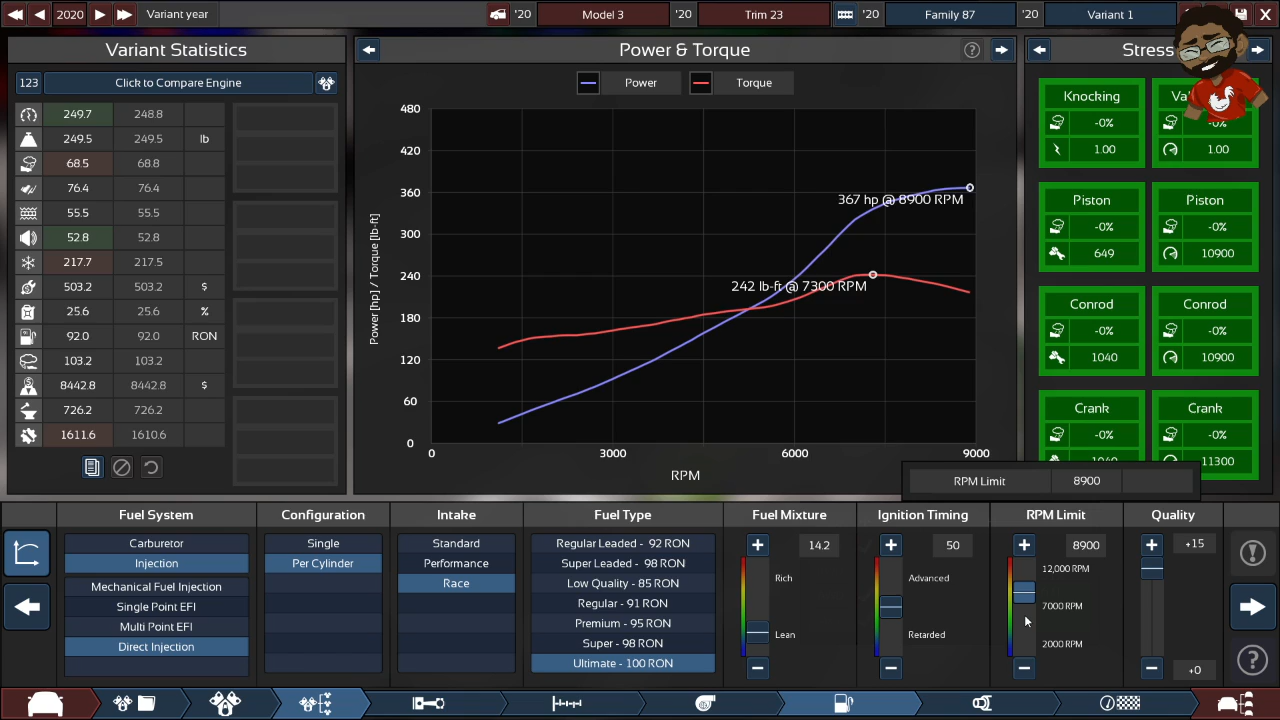 2020 Variant year '20 Model 3 '20 Trim 23 '20 Family 87 '20 Variant 1
Variant Statistics
123 Click to Compare Engine
249.7 248.8
249.5 249.5 lb
68.5 68.8
76.4 76.4
55.5 55.5
52.8 52.8
217.7 217.5
503.2 503.2 $
25.6 25.6 %
92.0 92.0 RON
103.2 103.2
8442.8 8442.8 $
726.2 726.2
1611.6 1610.6
Power & Torque
?
Power Torque
480
420
360
300
240
180
120
60
0
Power [hp] / Torque [lb-ft]
367 hp @ 8900 RPM
242 lb-ft @ 7300 RPM
0 3000 6000 9000
RPM
Stress
Knocking
-0%
1.00
-0%
1.00
Piston Piston
-0% -0%
649 10900
Conrod Conrod
-0% -0%
1040 10900
Crank Crank
-0% -0%
1040 11300
RPM Limit 8900
Fuel System
Carburetor
Injection
Mechanical Fuel Injection
Single Point EFI
Multi Point EFI
Direct Injection
Configuration
Single
Per Cylinder
Intake
Standard
Performance
Race
Fuel Type
Regular Leaded - 92 RON
Super Leaded - 98 RON
Low Quality - 85 RON
Regular - 91 RON
Premium - 95 RON
Super - 98 RON
Ultimate - 100 RON
Fuel Mixture
+ 14.2
Rich
Lean
-
Ignition Timing
+ 50
Advanced
Retarded
-
RPM Limit
+ 8900
12,000 RPM
7000 RPM
2000 RPM
-
Quality
+ +15
- +0
!
?